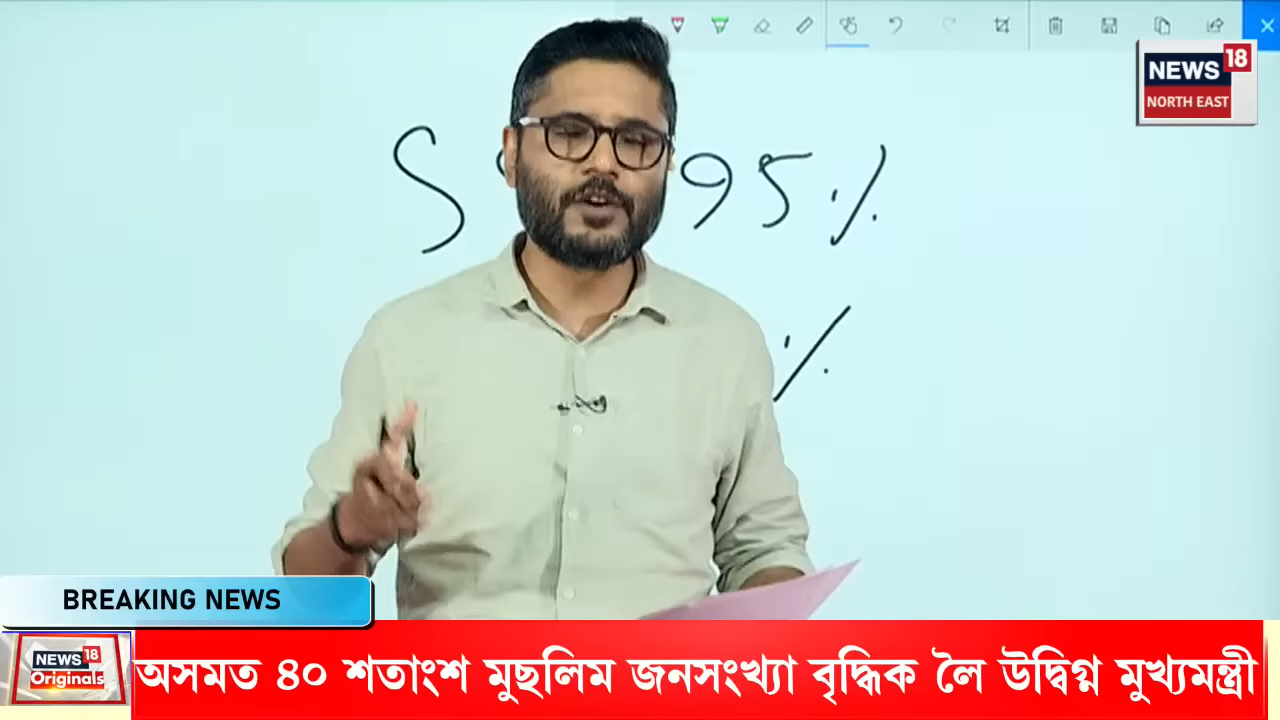 NEWS 18
NORTH EAST
95%
%
BREAKING NEWS
NEWS 18
Originals
অসমত ৪০ শতাংশ মুছলিম জনসংখ্যা বৃদ্ধিক লৈ উদ্বিগ্ন মুখ্যমন্ত্ৰী